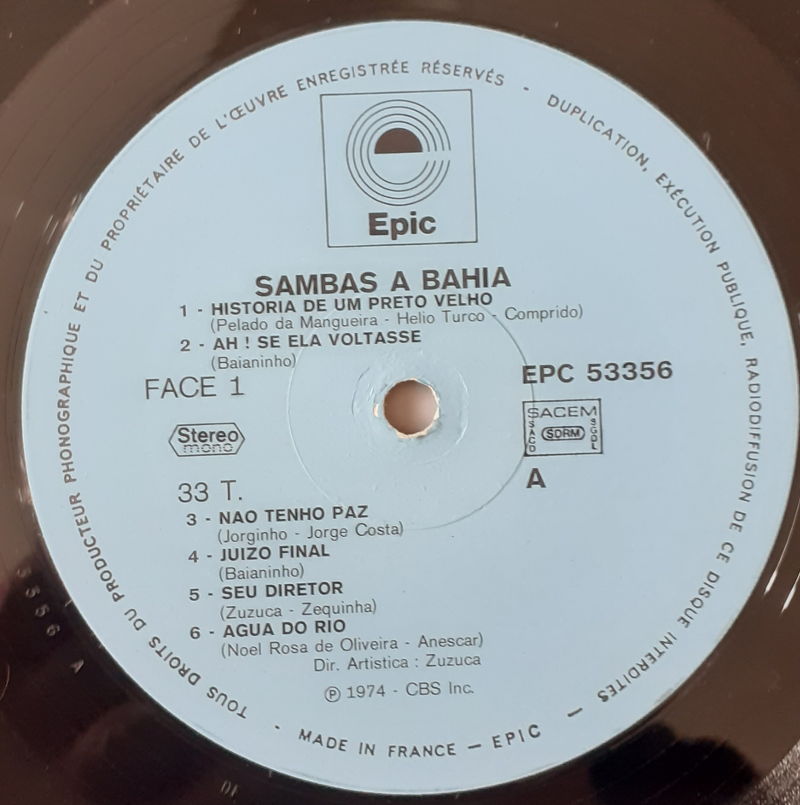 TOUS DROITS DU PRODUCTEUR PHONOGRAPHIQUE ET DU PROPRIÉTAIRE DE L'ŒUVRE ENREGISTRÉE RÉSERVÉS - DUPLICATION, EXÉCUTION PUBLIQUE, RADIODIFFUSION DE CE DISQUE INTERDITES
Epic
SAMBAS A BAHIA
1 - HISTORIA DE UM PRETO VELHO
(Pelado da Mangueira - Helio Turco - Comprido)
2 - AH ! SE ELA VOLTASSE
(Baianinho)
FACE 1
EPC 53356
Stereo
mono
SACEM
SACD
SDRM
SGDL
33 T.
A
3 - NAO TENHO PAZ
(Jorginho - Jorge Costa)
4 - JUIZO FINAL
(Baianinho)
5 - SEU DIRETOR
(Zuzuca - Zequinha)
6 - AGUA DO RIO
(Noel Rosa de Oliveira - Anescar)
Dir. Artistica : Zuzuca
℗ 1974 - CBS Inc.
- MADE IN FRANCE — EPIC —